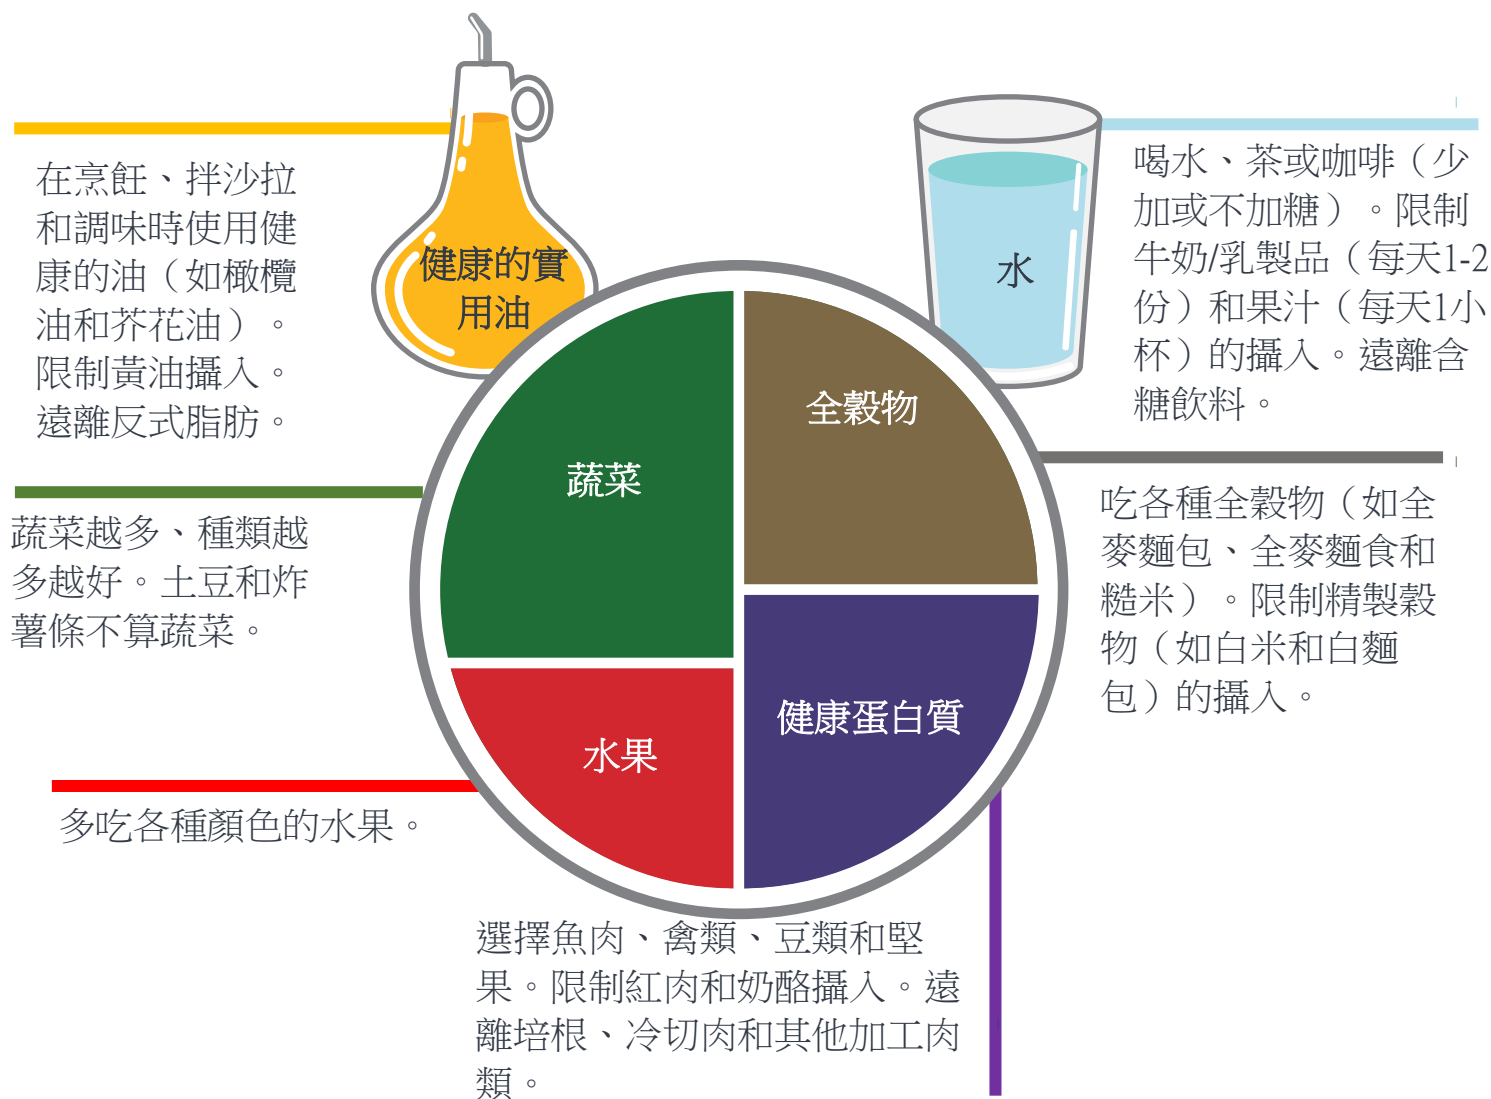 在烹飪、拌沙拉
和調味時使用健
康的油（如橄欖
油和芥花油）。
限制黃油攝入。
遠離反式脂肪。
健康的實
用油
水
喝水、茶或咖啡（少
加或不加糖）。限制
牛奶/乳製品（每天1-2
份）和果汁（每天1小
杯）的攝入。遠離含
糖飲料。
蔬菜
全穀物
蔬菜越多、種類越
多越好。土豆和炸
薯條不算蔬菜。
吃各種全穀物（如全
麥麵包、全麥麵食和
糙米）。限制精製穀
物（如白米和白麵
包）的攝入。
水果
健康蛋白質
多吃各種顏色的水果。
選擇魚肉、禽類、豆類和堅
果。限制紅肉和奶酪攝入。遠
離培根、冷切肉和其他加工肉
類。